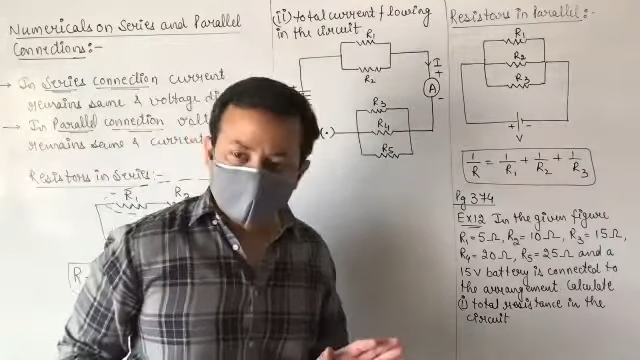 Numericals on Series and Parallel
Connections:-
→ In Series connection current
remains same & voltage
→ In Parallel connection
remains same & current
Resistors in Series:-
R1
R2
(ii) total current flowing
in the circuit
R1
R2
I
+
A
-
R3
R4
R5
(•)
Resistors in Parallel:-
R1
R2
R3
+ -
V
1/R = 1/R1 + 1/R2 + 1/R3
Pg 374
Ex 12 In the given figure
R1=5Ω, R2=10Ω, R3=15Ω,
R4=20Ω, R5=25Ω and a
15V battery is connected to
the arrangement. Calculate
(i) total resistance in the
circuit